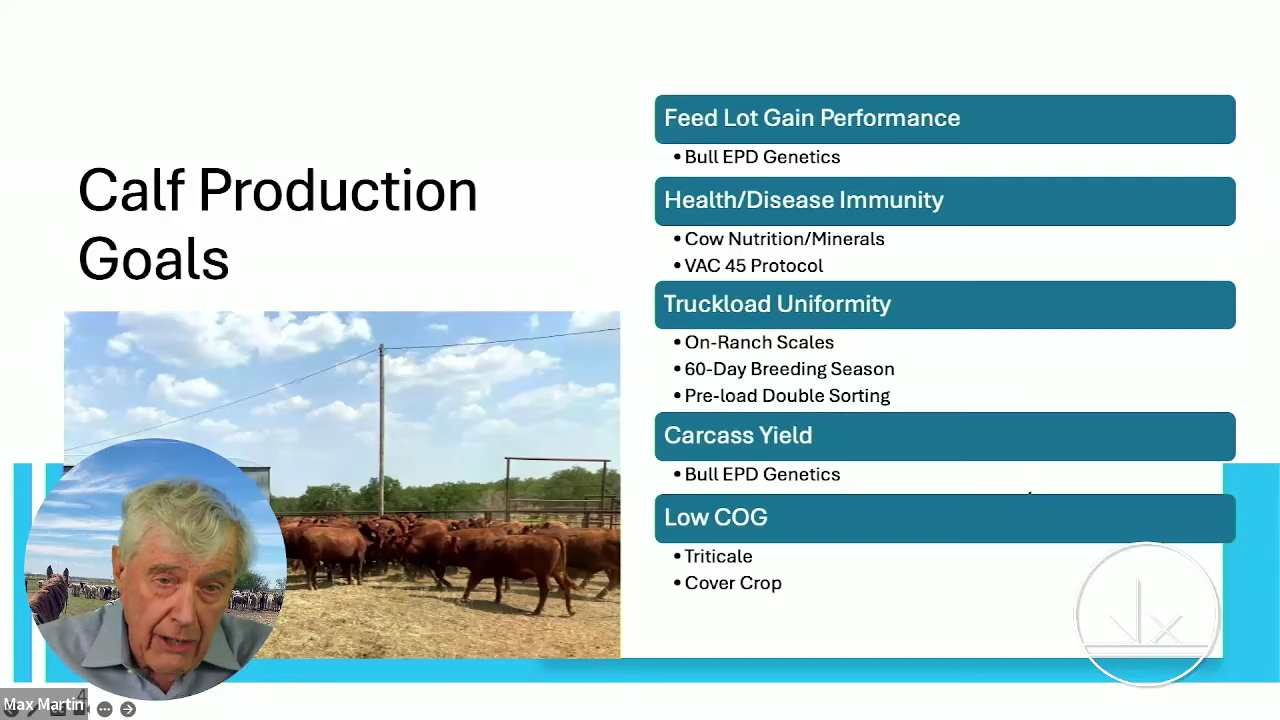 Calf Production
Goals
Feed Lot Gain Performance
• Bull EPD Genetics
Health/Disease Immunity
• Cow Nutrition/Minerals
• VAC 45 Protocol
Truckload Uniformity
• On-Ranch Scales
• 60-Day Breeding Season
• Pre-load Double Sorting
Carcass Yield
• Bull EPD Genetics
Low COG
• Triticale
• Cover Crop
4
Max Martin